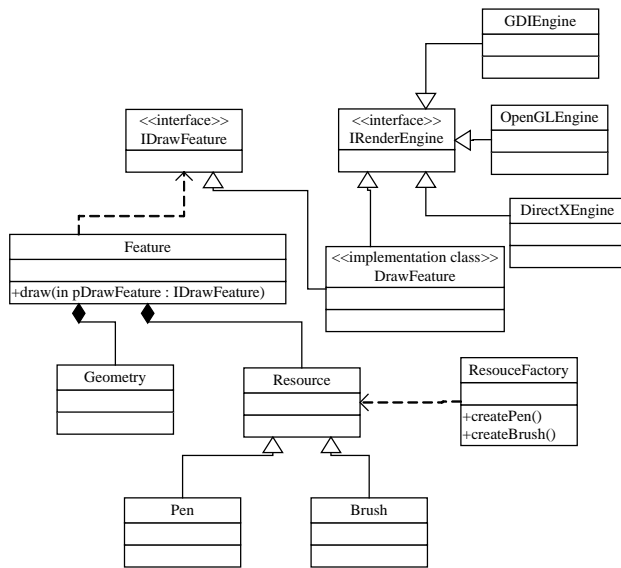 GDIEngine
<<interface>>
IDrawFeature
<<interface>>
IRenderEngine
OpenGLEngine
DirectXEngine
Feature
+draw(in pDrawFeature : IDrawFeature)
<<implementation class>>
DrawFeature
Geometry
Resource
ResouceFactory
+createPen()
+createBrush()
Pen
Brush